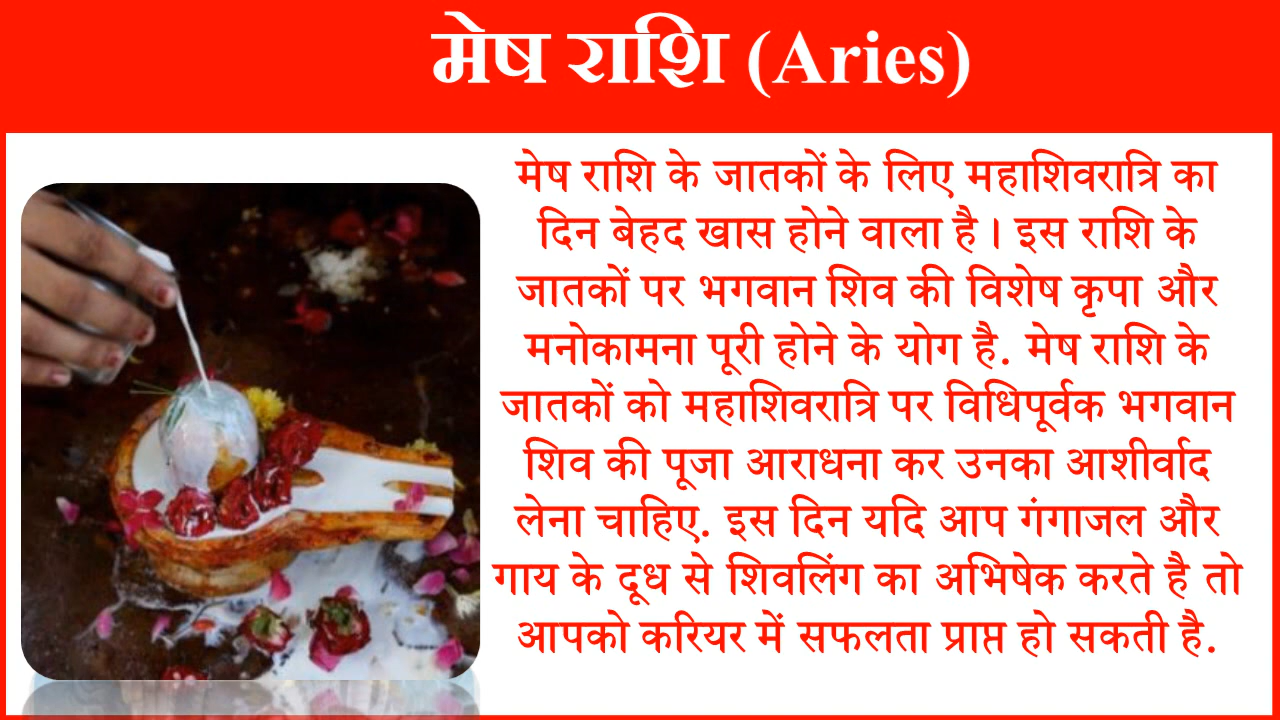 मेष राशि (Aries)
मेष राशि के जातकों के लिए महाशिवरात्रि का
दिन बेहद खास होने वाला है । इस राशि के
जातकों पर भगवान शिव की विशेष कृपा और
मनोकामना पूरी होने के योग है. मेष राशि के
जातकों को महाशिवरात्रि पर विधिपूर्वक भगवान
शिव की पूजा आराधना कर उनका आशीर्वाद
लेना चाहिए. इस दिन यदि आप गंगाजल और
गाय के दूध से शिवलिंग का अभिषेक करते है तो
आपको करियर में सफलता प्राप्त हो सकती है.